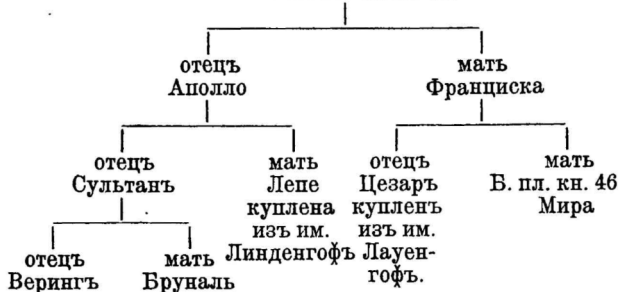 отецъ мать
Аполло Франциска
отецъ мать отецъ мать
Султанъ Лепе Цезаръ Б. пл. кн. 46
куплена купленъ Мира
изъ им. изъ им.
отецъ мать Линденгофъ Лауен-
Верингъ Бруналь гофъ.